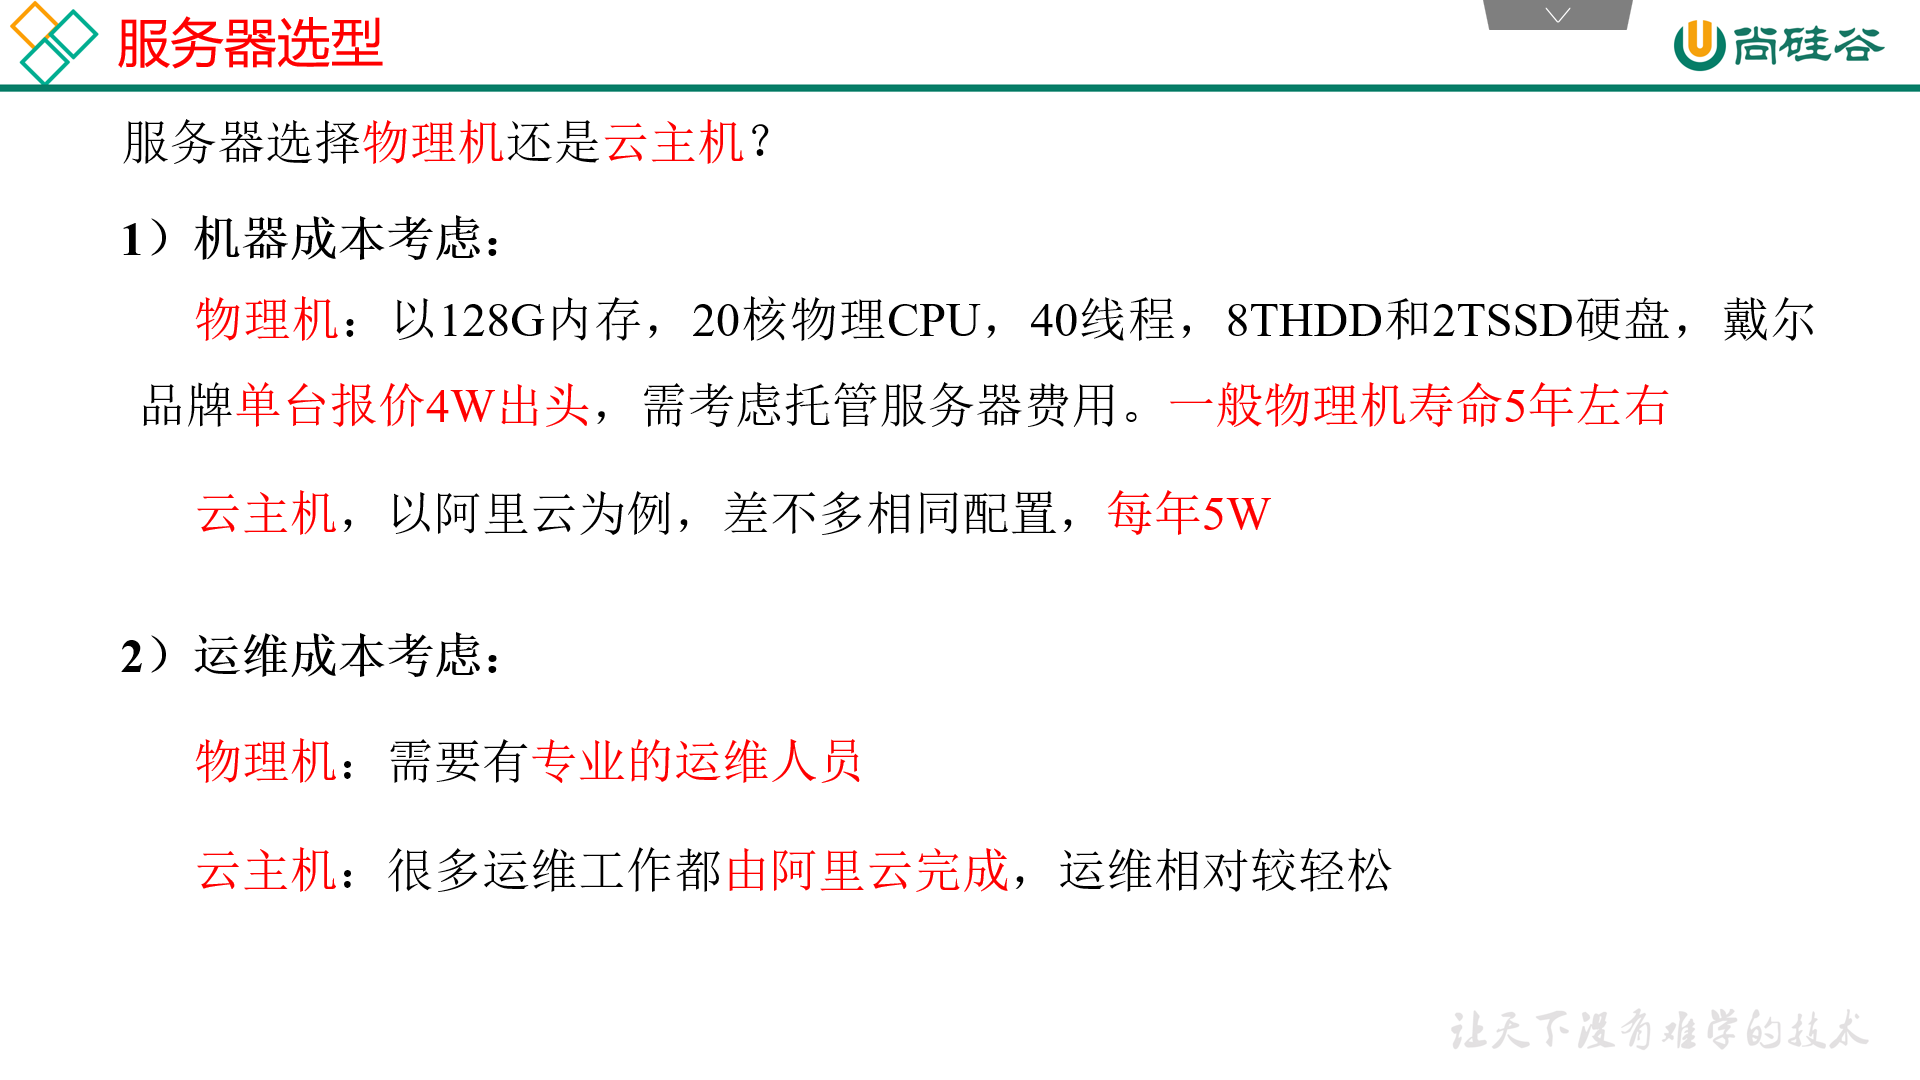 服务器选型
尚硅谷
服务器选择物理机还是云主机？
1）机器成本考虑：
物理机：以128G内存，20核物理CPU，40线程，8THDD和2TSSD硬盘，戴尔
品牌单台报价4W出头，需考虑托管服务器费用。一般物理机寿命5年左右
云主机，以阿里云为例，差不多相同配置，每年5W
2）运维成本考虑：
物理机：需要有专业的运维人员
云主机：很多运维工作都由阿里云完成，运维相对较轻松
让天下没有难学的技术